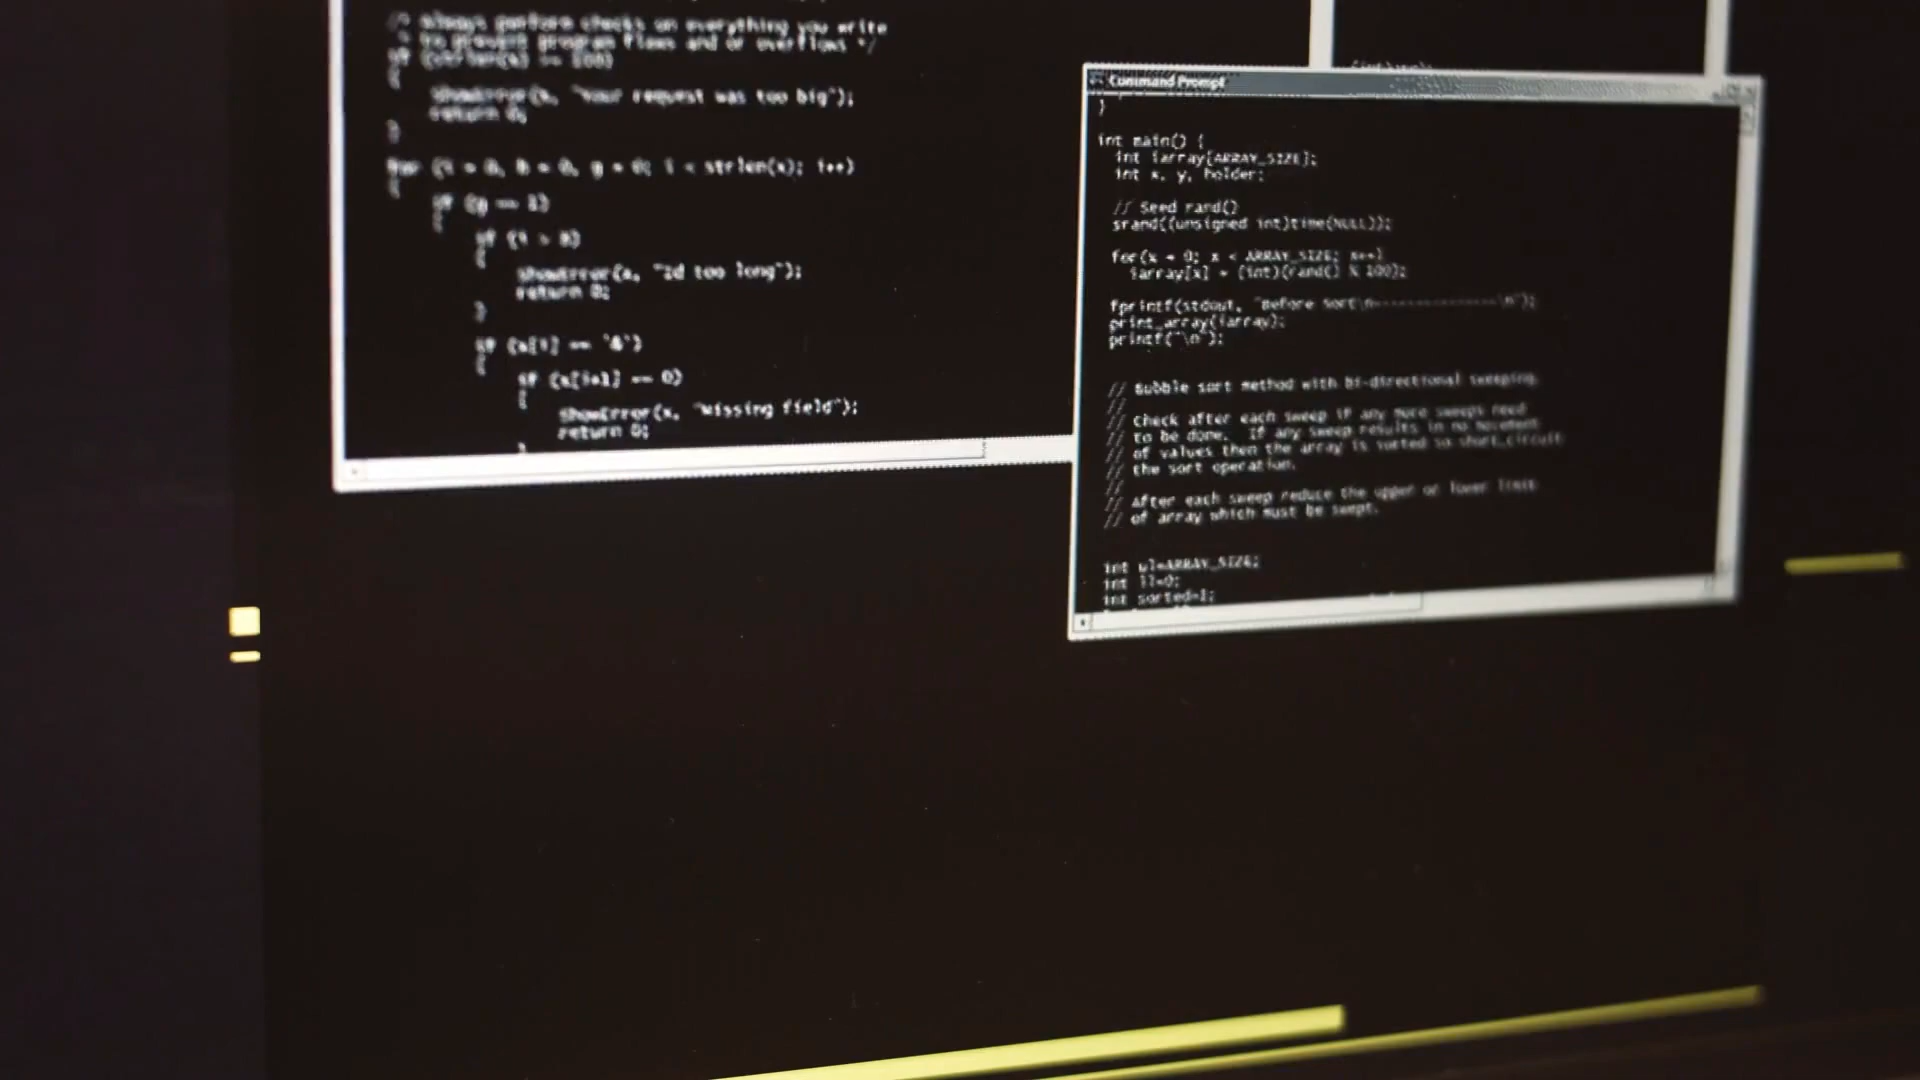 /* always perform checks on everything you write
* to prevent program flaws and or overflows */
if (strlen(x) >= 100)
{
showError(x, "Your request was too big");
return 0;
}
for (i = 0, h = 0, g = 0; i < strlen(x); i++)
{
if (g == 1)
{
if (i > 8)
{
showError(x, "id too long");
return 0;
}
if (x[i] == '&')
{
if (x[i+1] == 0)
{
showError(x, "Missing field");
return 0;
}
Command Prompt
}
int main() {
int iarray[ARRAY_SIZE];
int x, y, holder;
// Seed rand()
srand((unsigned int)time(NULL));
for(x = 0; x < ARRAY_SIZE; x++)
iarray[x] = (int)(rand() % 100);
fprintf(stdout, "Before Sort\n---------------\n");
print_array(iarray);
printf("\n");
// Bubble sort method with bi-directional sweeping.
//
// Check after each sweep if any more sweeps need
// to be done. If any sweep results in no movement
// of values then the array is sorted so short_circuit
// the sort operation.
//
// After each sweep reduce the upper or lower limit
// of array which must be swept.
int ul=ARRAY_SIZE;
int ll=0;
int sorted=1;